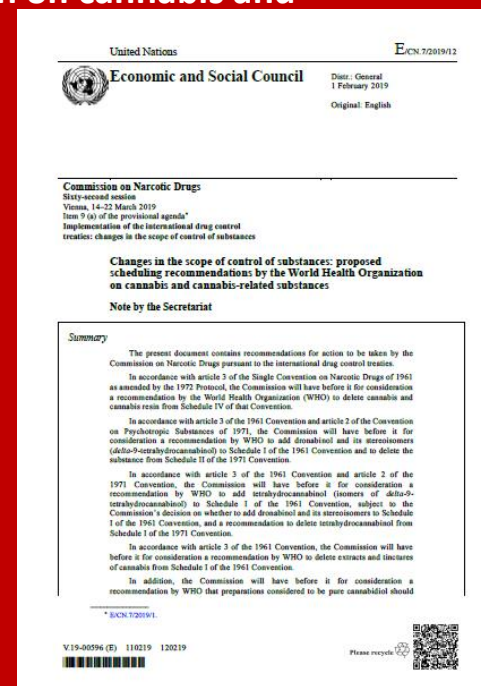 on cannabis and
United Nations
E/CN.7/2019/12
Economic and Social Council
Distr.: General
1 February 2019
Original: English
Commission on Narcotic Drugs
Sixty-second session
Vienna, 14–22 March 2019
Item 9 (a) of the provisional agenda*
Implementation of the international drug control
treaties: changes in the scope of control of substances
Changes in the scope of control of substances: proposed
scheduling recommendations by the World Health Organization
on cannabis and cannabis-related substances
Note by the Secretariat
Summary
The present document contains recommendations for action to be taken by the
Commission on Narcotic Drugs pursuant to the international drug control treaties.
In accordance with article 3 of the Single Convention on Narcotic Drugs of 1961
as amended by the 1972 Protocol, the Commission will have before it for consideration
a recommendation by the World Health Organization (WHO) to delete cannabis and
cannabis resin from Schedule IV of that Convention.
In accordance with article 3 of the 1961 Convention and article 2 of the Convention
on Psychotropic Substances of 1971, the Commission will have before it for
consideration a recommendation by WHO to add dronabinol and its stereoisomers
(delta-9-tetrahydrocannabinol) to Schedule I of the 1961 Convention and to delete the
substance from Schedule II of the 1971 Convention.
In accordance with article 3 of the 1961 Convention and article 2 of the
1971 Convention, the Commission will have before it for consideration a
recommendation by WHO to add tetrahydrocannabinol (isomers of delta-9-
tetrahydrocannabinol) to Schedule I of the 1961 Convention, subject to the
Commission's decision on whether to add dronabinol and its stereoisomers to Schedule
I of the 1961 Convention, and a recommendation to delete tetrahydrocannabinol from
Schedule I of the 1971 Convention.
In accordance with article 3 of the 1961 Convention, the Commission will have
before it for consideration a recommendation by WHO to delete extracts and tinctures
of cannabis from Schedule I of the 1961 Convention.
In addition, the Commission will have before it for consideration a
recommendation by WHO that preparations considered to be pure cannabidiol should
* E/CN.7/2019/1.
V.19-00596 (E) 110219 120219
Please recycle